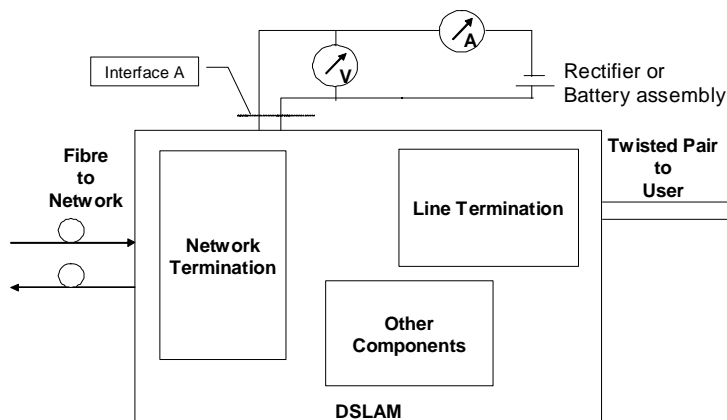 A
V
Interface A
Rectifier or
Battery assembly
Fibre
to
Network
Twisted Pair
to
User
Network
Termination
Line Termination
Other
Components
DSLAM